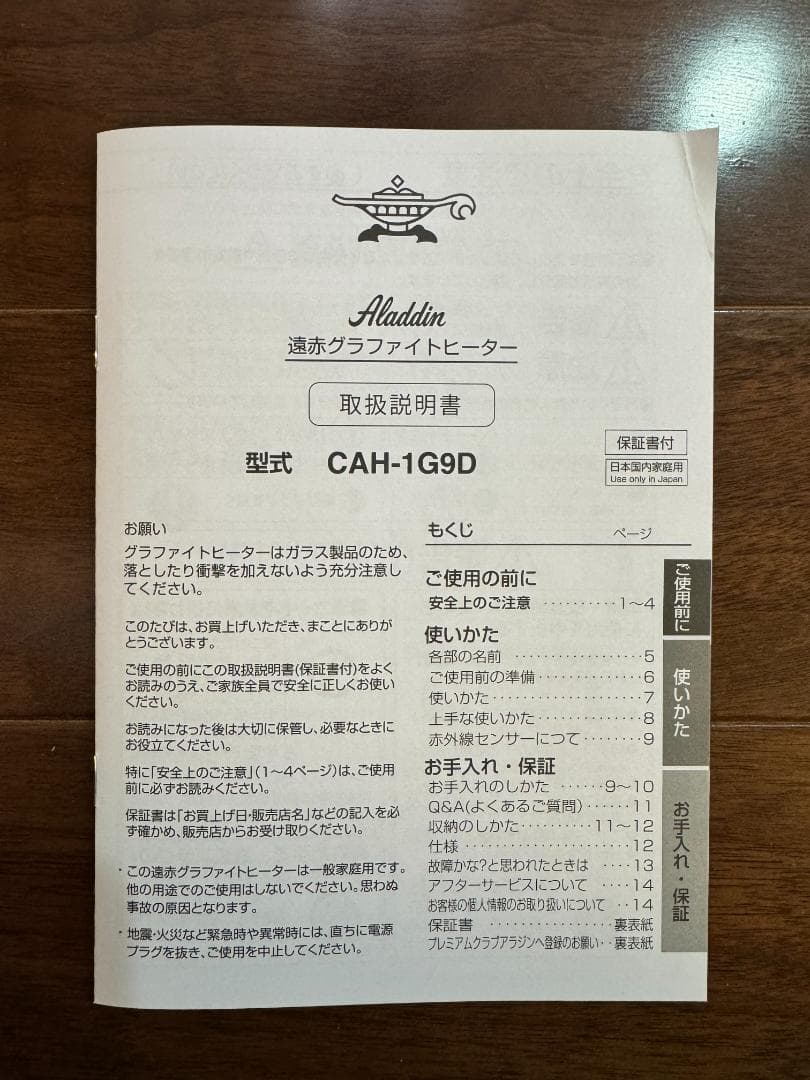 Aladdin
遠赤グラファイトヒーター
取扱説明書
保証書付
型式 CAH-1G9D
日本国内家庭用
Use only in Japan
お願い
グラファイトヒーターはガラス製品のため、
落としたり衝撃を加えないよう充分注意し
てください。
このたびは、お買上げいただき、まことにありが
とうございます。
ご使用の前にこの取扱説明書(保証書付)をよく
お読みのうえ、ご家族全員で安全に正しくお使い
ください。
お読みになった後は大切に保管し、必要なときに
お役立てください。
特に「安全上のご注意」(1〜4ページ)は、ご使用
前に必ずお読みください。
保証書は「お買上げ日・販売店名」などの記入を必
ず確かめ、販売店からお受け取りください。
・この遠赤グラファイトヒーターは一般家庭用です。
他の用途でのご使用はしないでください。思わぬ
事故の原因となります。
・地震・火災など緊急時や異常時には、直ちに電源
プラグを抜き、ご使用を中止してください。
もくじ ページ
ご使用の前に
安全上のご注意 ・・・・・・・・・・1〜4
使いかた
各部の名前 ・・・・・・・・・・・・・・・・・・5
ご使用前の準備・・・・・・・・・・・・・・・6
使いかた・・・・・・・・・・・・・・・・・・・・・7
上手な使いかた・・・・・・・・・・・・・・・8
赤外線センサーにつて・・・・・・・・・9
お手入れ・保証
お手入れのしかた ・・・・・・9〜10
Q&A(よくあるご質問)・・・・・・11
収納のしかた・・・・・・・・・・・11〜12
仕様 ・・・・・・・・・・・・・・・・・・・・・・・12
故障かな?と思われたときは ・・・・13
アフターサービスについて ・・・・14
お客様の個人情報のお取り扱いについて ・・14
保証書 ・・・・・・・・・・・・・・・・裏表紙
プレミアムクラブアラジンへ登録のお願い・・裏表紙
ご使用前に
使いかた
お手入れ・保証